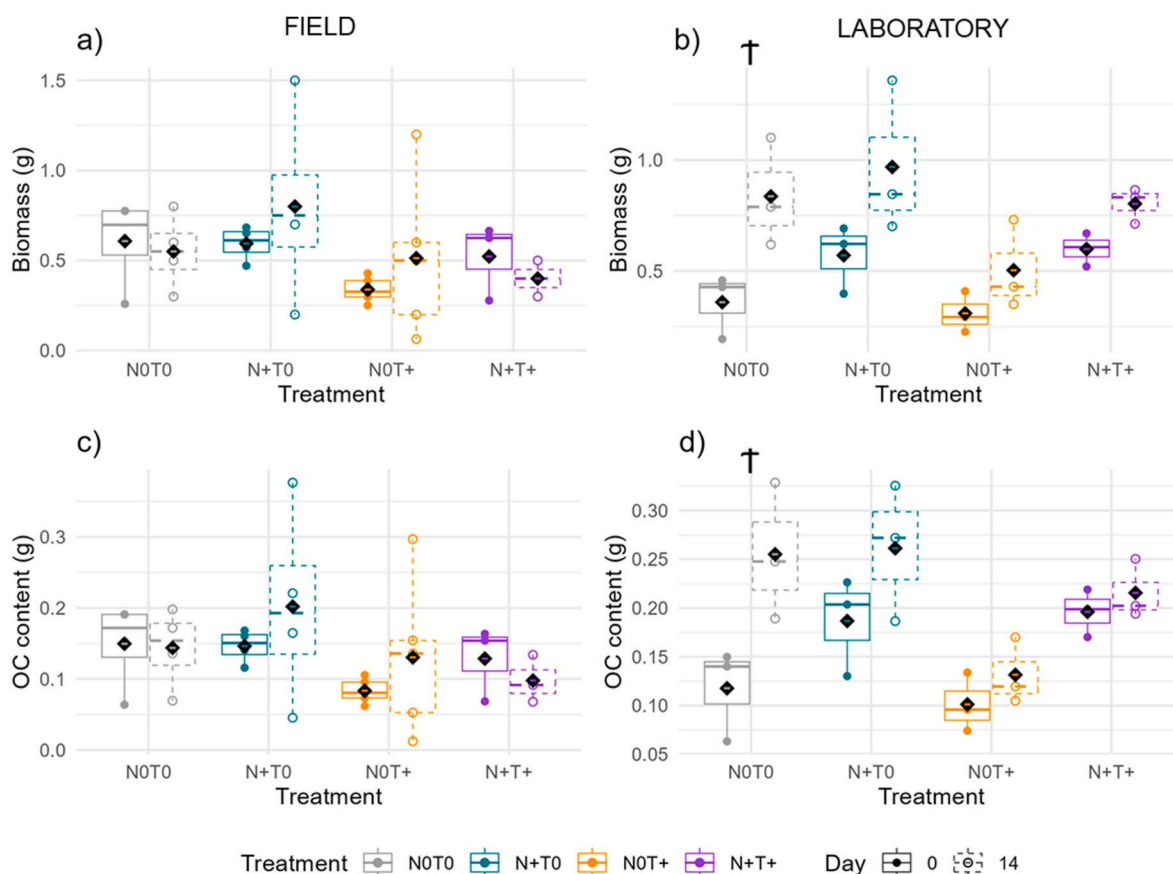 FIELD
a)
Biomass (g)
1.5
1.0
0.5
0.0
N0T0 N+T0 N0T+ N+T+
Treatment
LABORATORY
b)
†
Biomass (g)
1.0
0.5
N0T0 N+T0 N0T+ N+T+
Treatment
c)
OC content (g)
0.3
0.2
0.1
0.0
N0T0 N+T0 N0T+ N+T+
Treatment
d)
†
OC content (g)
0.30
0.25
0.20
0.15
0.10
0.05
N0T0 N+T0 N0T+ N+T+
Treatment
Treatment N0T0 N+T0 N0T+ N+T+ Day 0 14